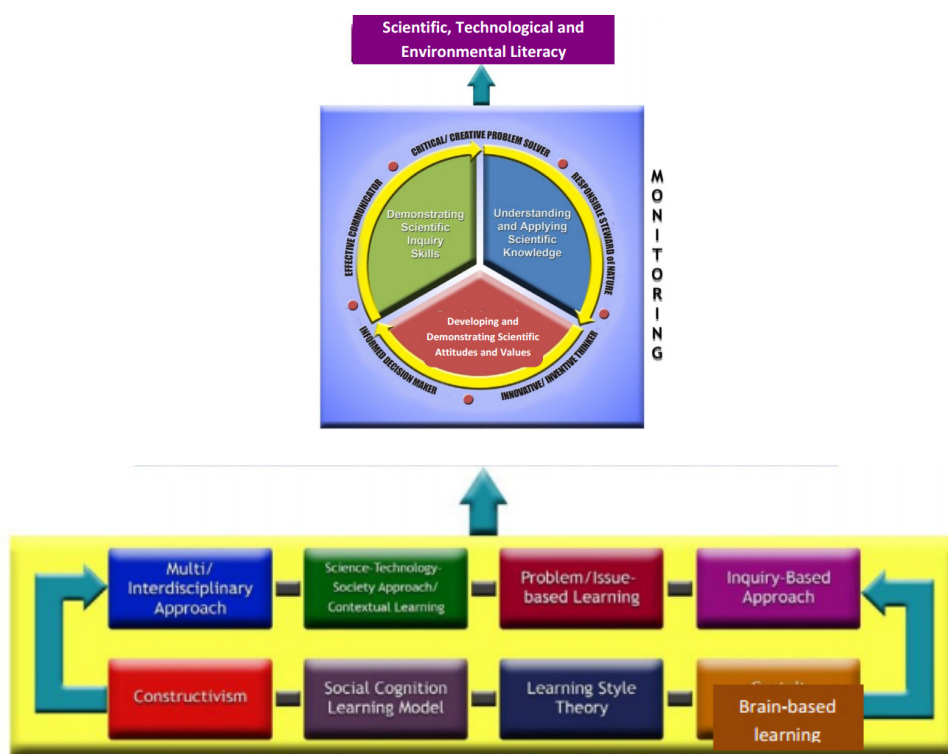 Scientific, Technological and
Environmental Literacy
CRITICAL/ CREATIVE PROBLEM SOLVER
RESPONSIBLE STEWARD of NATURE
INNOVATIVE/ INVENTIVE THINKER
INFORMED DECISION MAKER
EFFECTIVE COMMUNICATOR
Demonstrating
Scientific
Inquiry
Skills
Understanding
and Applying
Scientific
Knowledge
Developing and
Demonstrating Scientific
Attitudes and Values
MONITORING
Multi/
Interdisciplinary
Approach
Science-Technology-
Society Approach/
Contextual Learning
Problem/Issue-
based Learning
Inquiry-Based
Approach
Constructivism
Social Cognition
Learning Model
Learning Style
Theory
Brain-based
learning